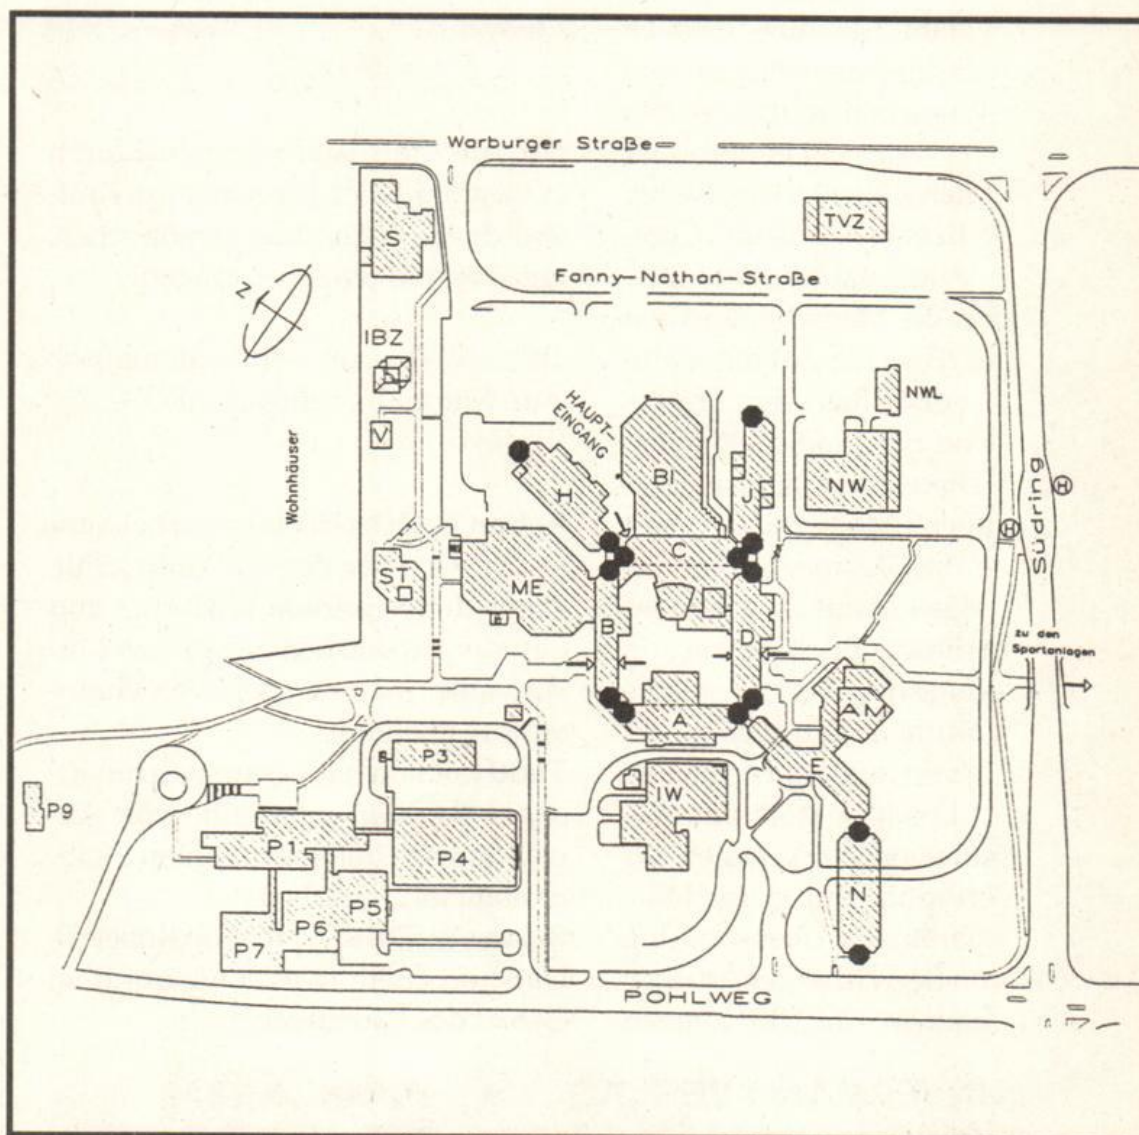 Warburger Straße
S
TVZ
Fanny-Nathan-Straße
Z
IBZ
NWL
V
HAUPT-
EINGANG
H
BI
J
NW
Südring
H
H
Wohnhäuser
C
ST
ME
B
D
zu den
Sportanlagen
A
AM
P3
E
IW
P9
P1
P4
N
P5
P6
P7
POHLWEG